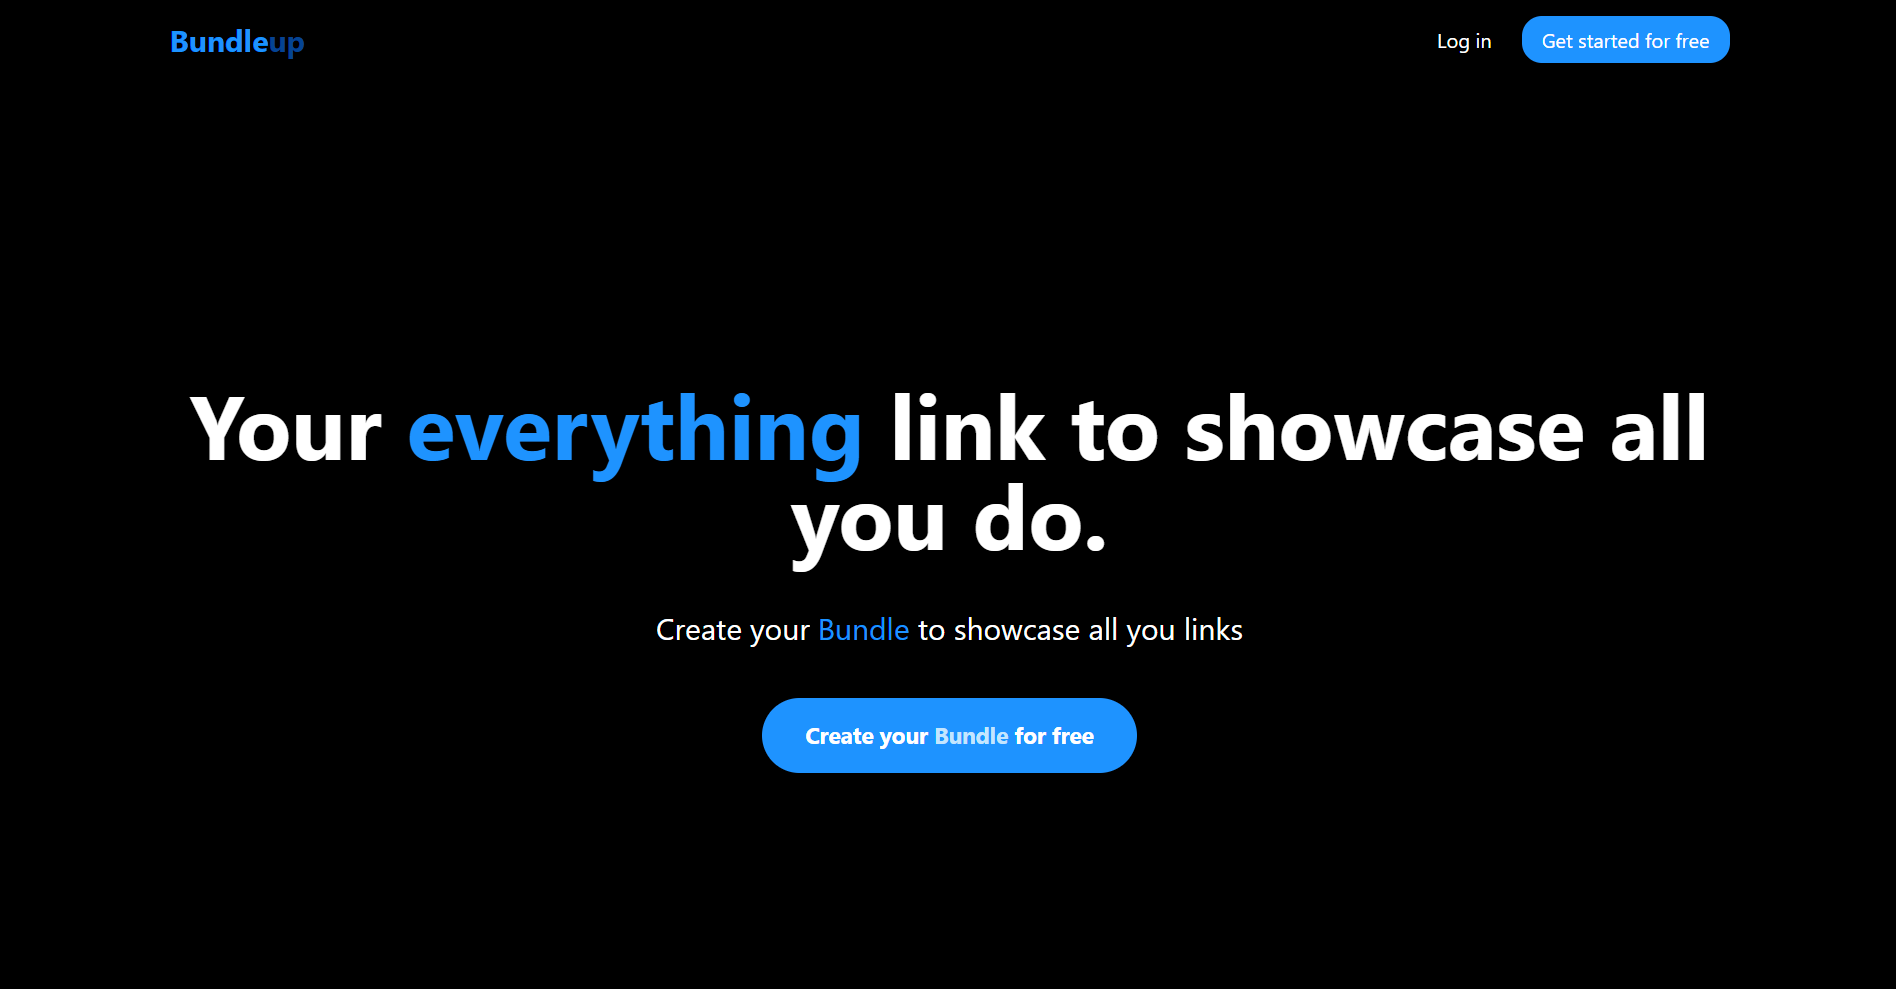 Bundleup
Log in
Get started for free
Your everything link to showcase all
you do.
Create your Bundle to showcase all you links
Create your Bundle for free